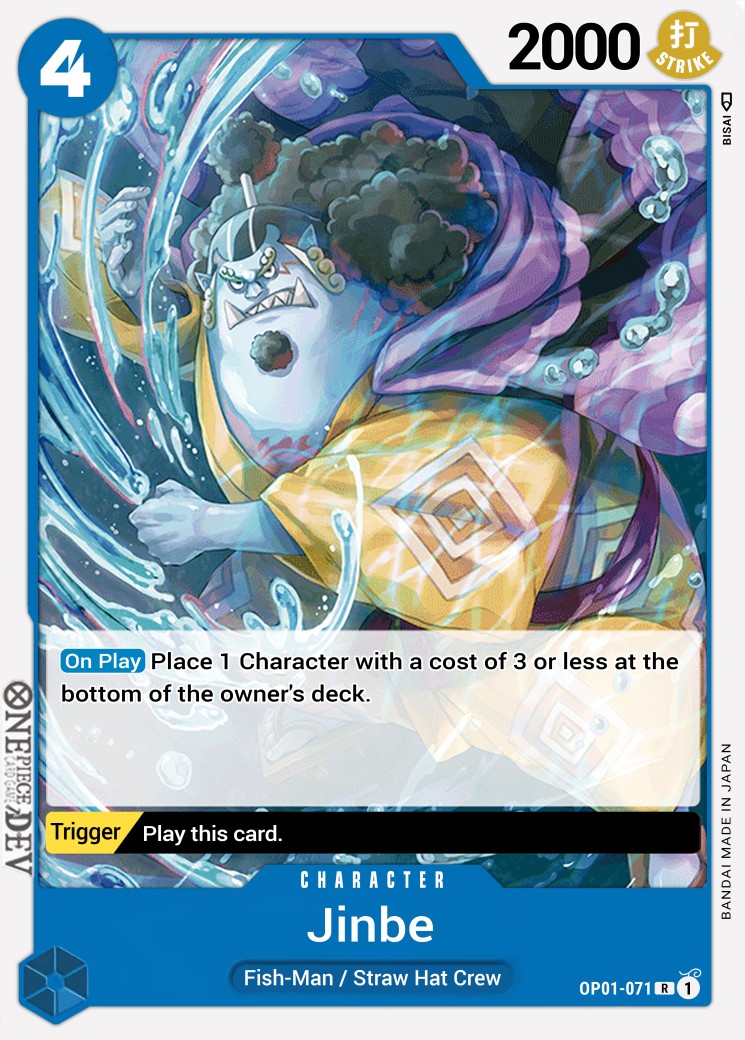 4
2000
打
STRIKE
BISAI
On Play Place 1 Character with a cost of 3 or less at the
bottom of the owner's deck.
ONE PIECE
CARD GAME
.DEV
Trigger Play this card.
CHARACTER
Jinbe
Fish-Man / Straw Hat Crew
OP01-071 R 1
BANDAI MADE IN JAPAN